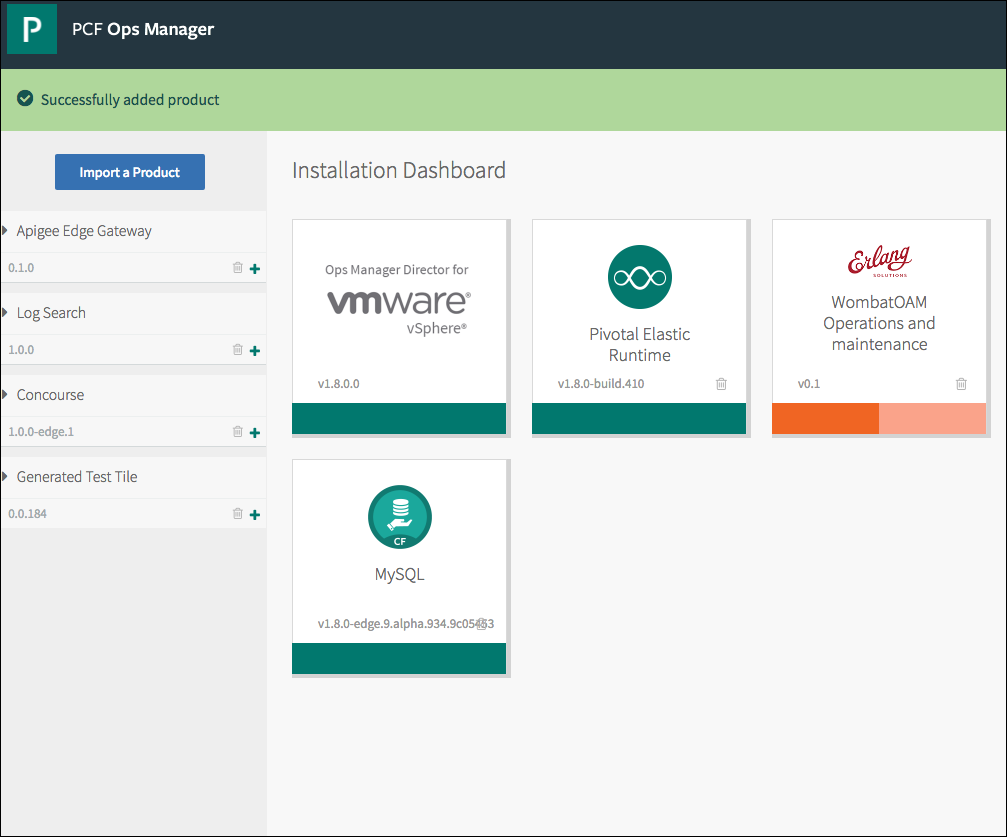 P PCF Ops Manager
Successfully added product
Import a Product
Apigee Edge Gateway
0.1.0
Log Search
1.0.0
Concourse
1.0.0-edge.1
Generated Test Tile
0.0.184
Installation Dashboard
Ops Manager Director for
vmware®
vSphere®
v1.8.0.0
Pivotal Elastic
Runtime
v1.8.0-build.410
Erlang
SOLUTIONS
WombatOAM
Operations and
maintenance
v0.1
CF
MySQL
v1.8.0-edge.9.alpha.934.9c05453